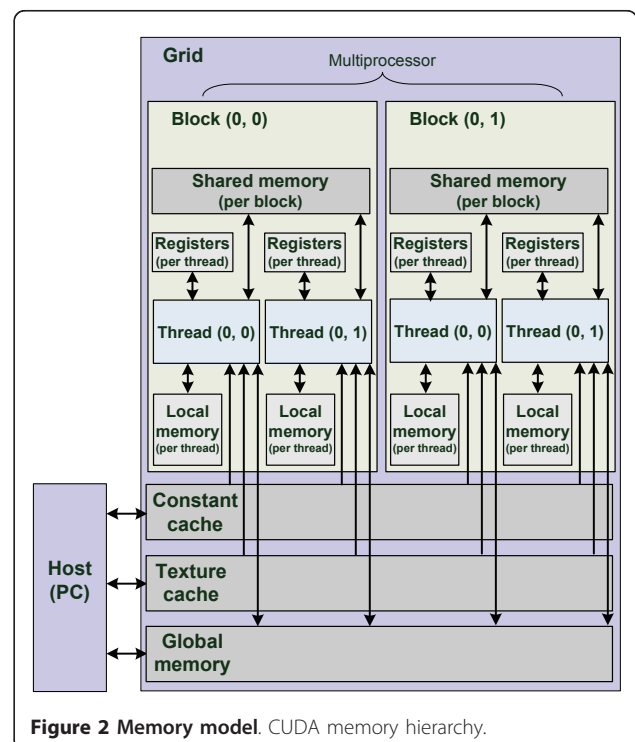 Grid
Multiprocessor
Block (0, 0)
Block (0, 1)
Shared memory
(per block)
Shared memory
(per block)
Registers
(per thread)
Registers
(per thread)
Registers
(per thread)
Registers
(per thread)
Thread (0, 0)
Thread (0, 1)
Thread (0, 0)
Thread (0, 1)
Local
memory
(per thread)
Local
memory
(per thread)
Local
memory
(per thread)
Local
memory
(per thread)
Host
(PC)
Constant
cache
Texture
cache
Global
memory
Figure 2 Memory model. CUDA memory hierarchy.